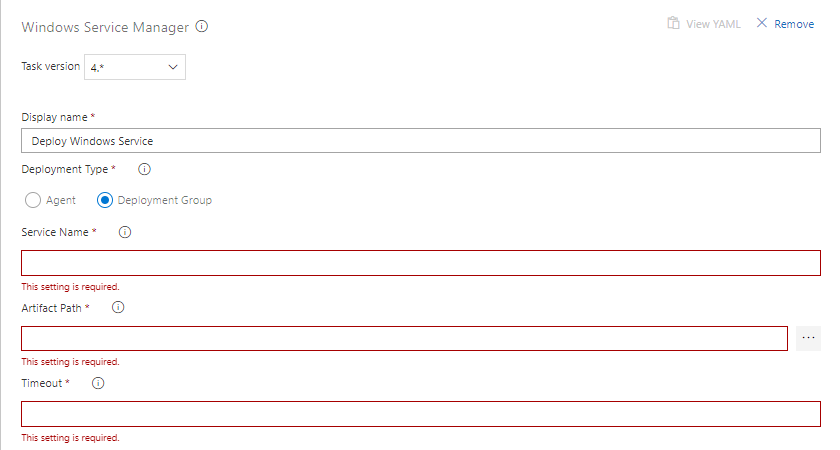 Windows Service Manager
View YAML
Remove
Task version 4.*
Display name *
Deploy Windows Service
Deployment Type *
Agent
Deployment Group
Service Name *
This setting is required.
Artifact Path *
...
This setting is required.
Timeout *
This setting is required.